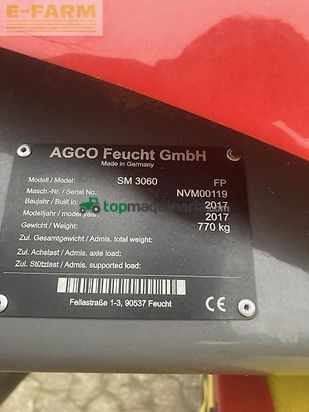 E-FARM
AGCO Feucht GmbH
Made in Germany
Modell / Model: SM 3060 FP
Masch.-Nr. / Serial No.: NVM00119
Baujahr / Built in: 2017
Modelljahr / model year: 2017
Gewicht / Weight: 770 kg
topmaquinaria.com
Zul. Gesamtgewicht / Admis. total weight:
Zul. Achslast / Admis. axle load:
Zul. Stützlast / Admis. supported load:
CE
Feilastraße 1-3, 90537 Feucht